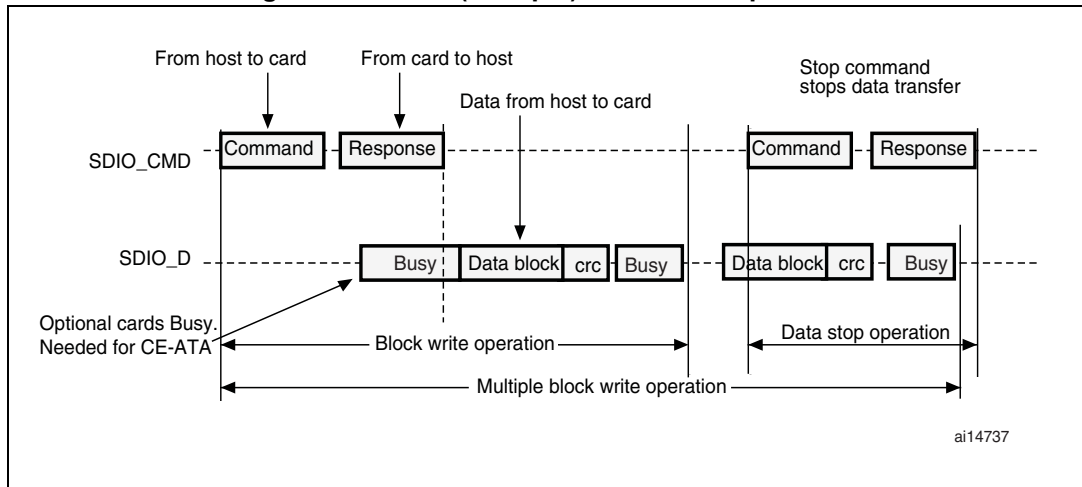 From host to card
From card to host
Data from host to card
Stop command
stops data transfer
SDIO_CMD
Command
Response
Command
Response
SDIO_D
Busy
Data block
crc
Busy
Data block
crc
Busy
Optional cards Busy.
Needed for CE-ATA
Block write operation
Data stop operation
Multiple block write operation
ai14737